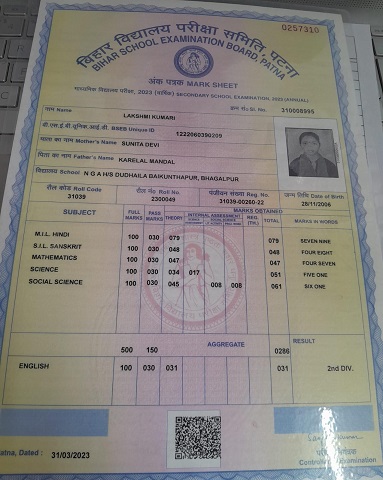 0257310
बिहार विद्यालय परीक्षा समिति, पटना
BIHAR SCHOOL EXAMINATION BOARD, PATNA
अंक पत्रक MARK SHEET
माध्यमिक विद्यालय परीक्षा, 2023 (वार्षिक) SECONDARY SCHOOL EXAMINATION, 2023 (ANNUAL)
नाम Name LAKSHMI KUMARI Sl. No. 310008995
बी.एस.ई.बी.यूनिक.आई.डी. BSEB Unique ID 1222060390209
माता का नाम Mother's Name SUNITA DEVI
पिता का नाम Father's Name KARELAL MANDAL
विद्यालय School N G A H/S DUDHAILA BAIKUNTHAPUR, BHAGALPUR
रौल कोड Roll Code रौल नं० Roll No. पंजीयन संख्या Reg. No. जन्म तिथि Date of Birth
31039 2300049 31039-00260-22 28/11/2006
SUBJECT FULL MARKS PASS MARKS THEORY MARKS OBTAINED INTERNAL ASSESSMENT TOTAL MARKS IN WORDS
M.I.L. HINDI 100 030 079 079 SEVEN NINE
S.I.L. SANSKRIT 100 030 048 048 FOUR EIGHT
MATHEMATICS 100 030 047 047 FOUR SEVEN
SCIENCE 100 030 034 017 051 FIVE ONE
SOCIAL SCIENCE 100 030 045 008 008 061 SIX ONE
500 150 AGGREGATE 0286 RESULT
ENGLISH 100 030 031 031 2nd DIV.
atna, Dated : 31/03/2023
Examination